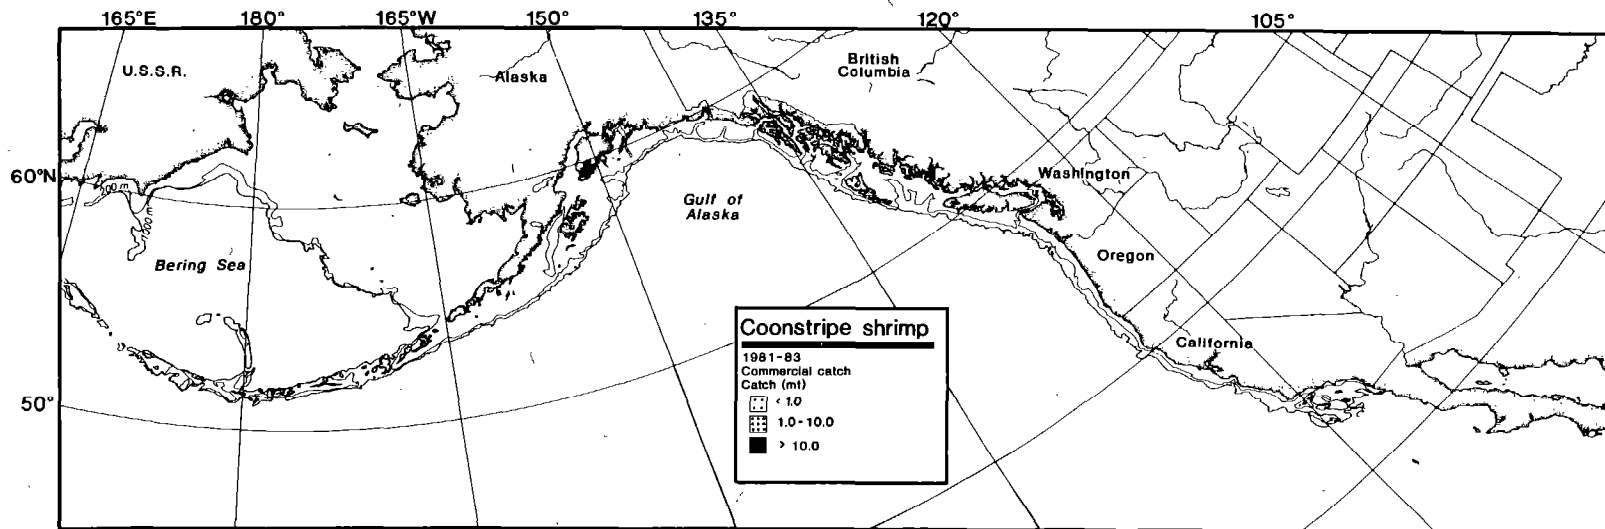 165°E 180° 165°W 150° 135° 120° 105°
U.S.S.R.
Alaska
British
Columbia
60°N
Washington
Gulf of
Alaska
Bering Sea
Oregon
California
50°
Coonstripe shrimp
1981-83
Commercial catch
Catch (mt)
< 1.0
1.0-10.0
> 10.0